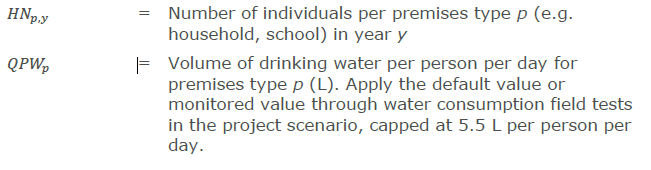 HNp,y = Number of individuals per premises type p (e.g.
household, school) in year y
QPWp |= Volume of drinking water per person per day for
premises type p (L). Apply the default value or
monitored value through water consumption field tests
in the project scenario, capped at 5.5 L per person per
day.